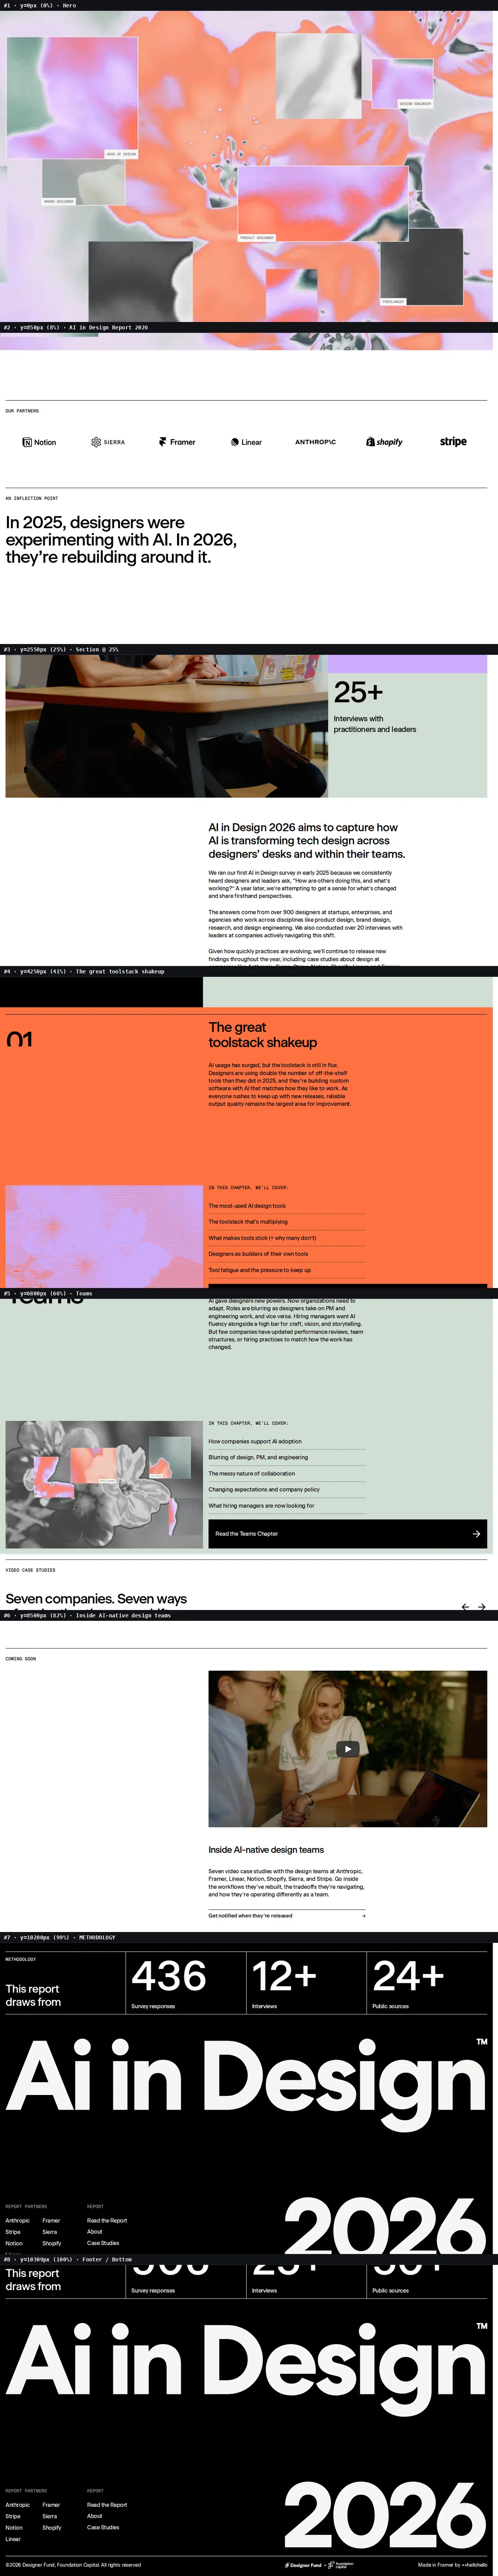 #1 · y=0px (0%) · Hero
HEAD OF DESIGN
DESIGN ENGINEER
BRAND DESIGNER
PRODUCT DESIGNER
FREELANCER
#2 · y=850px (8%) · AI in Design Report 2026
OUR PARTNERS
Notion
SIERRA
Framer
Linear
ANTHROP\C
shopify
stripe
AN INFLECTION POINT
In 2025, designers were
experimenting with AI. In 2026,
they're rebuilding around it.
#3 · y=2550px (25%) · Section @ 25%
25+
Interviews with
practitioners and leaders
AI in Design 2026 aims to capture how
AI is transforming tech design across
designers' desks and within their teams.
We ran our first AI in Design survey in early 2025 because we consistently
heard designers and leaders ask, "How are others doing this, and what's
working?" A year later, we're attempting to get a sense for what's changed
and share firsthand perspectives.
The answers come from over 900 designers at startups, enterprises, and
agencies who work across disciplines like product design, brand design,
research, and design engineering. We also conducted over 20 interviews with
leaders at companies actively navigating this shift.
Given how quickly practices are evolving, we'll continue to release new
findings throughout the year, including case studies about design at
#4 · y=4250px (41%) · The great toolstack shakeup
01
The great
toolstack shakeup
AI usage has surged, but the toolstack is still in flux.
Designers are using double the number of off-the-shelf
tools than they did in 2025, and they're building custom
software with AI that matches how they like to work. As
everyone rushes to keep up with new releases, reliable
output quality remains the largest area for improvement.
IN THIS CHAPTER, WE'LL COVER:
The most-used AI design tools
The toolstack that's multiplying
What makes tools stick (+ why many don't)
Designers as builders of their own tools
Tool fatigue and the pressure to keep up
#5 · y=6800px (66%) · Teams
Teams
AI gave designers new powers. Now organizations need to
adapt. Roles are blurring as designers take on PM and
engineering work, and vice versa. Hiring managers want AI
fluency alongside a high bar for craft, vision, and storytelling.
But few companies have updated performance reviews, team
structures, or hiring practices to match how the work has
changed.
IN THIS CHAPTER, WE'LL COVER:
How companies support AI adoption
Blurring of design, PM, and engineering
The messy nature of collaboration
Changing expectations and company policy
What hiring managers are now looking for
Read the Teams Chapter
VIDEO CASE STUDIES
Seven companies. Seven ways
#6 · y=8500px (82%) · Inside AI-native design teams
COMING SOON
Inside AI-native design teams
Seven video case studies with the design teams at Anthropic,
Framer, Linear, Notion, Shopify, Sierra, and Stripe. Go inside
the workflows they've rebuilt, the tradeoffs they're navigating,
and how they're operating differently as a team.
Get notified when they're released +
#7 · y=10200px (99%) · METHODOLOGY
METHODOLOGY
This report
draws from
436
Survey responses
12+
Interviews
24+
Public sources
Ai in Design™
REPORT PARTNERS
REPORT
Anthropic Framer Read the Report
Stripe Sierra About
Notion Shopify Case Studies
2026
#8 · y=10309px (100%) · Footer / Bottom
This report
draws from
Survey responses
Interviews
Public sources
Ai in Design™
REPORT PARTNERS
REPORT
Anthropic Framer Read the Report
Stripe Sierra About
Notion Shopify Case Studies
Linear
2026
©2026 Designer Fund, Foundation Capital. All rights reserved
Designer Fund + foundation capital
Made in Framer by ++hellohello